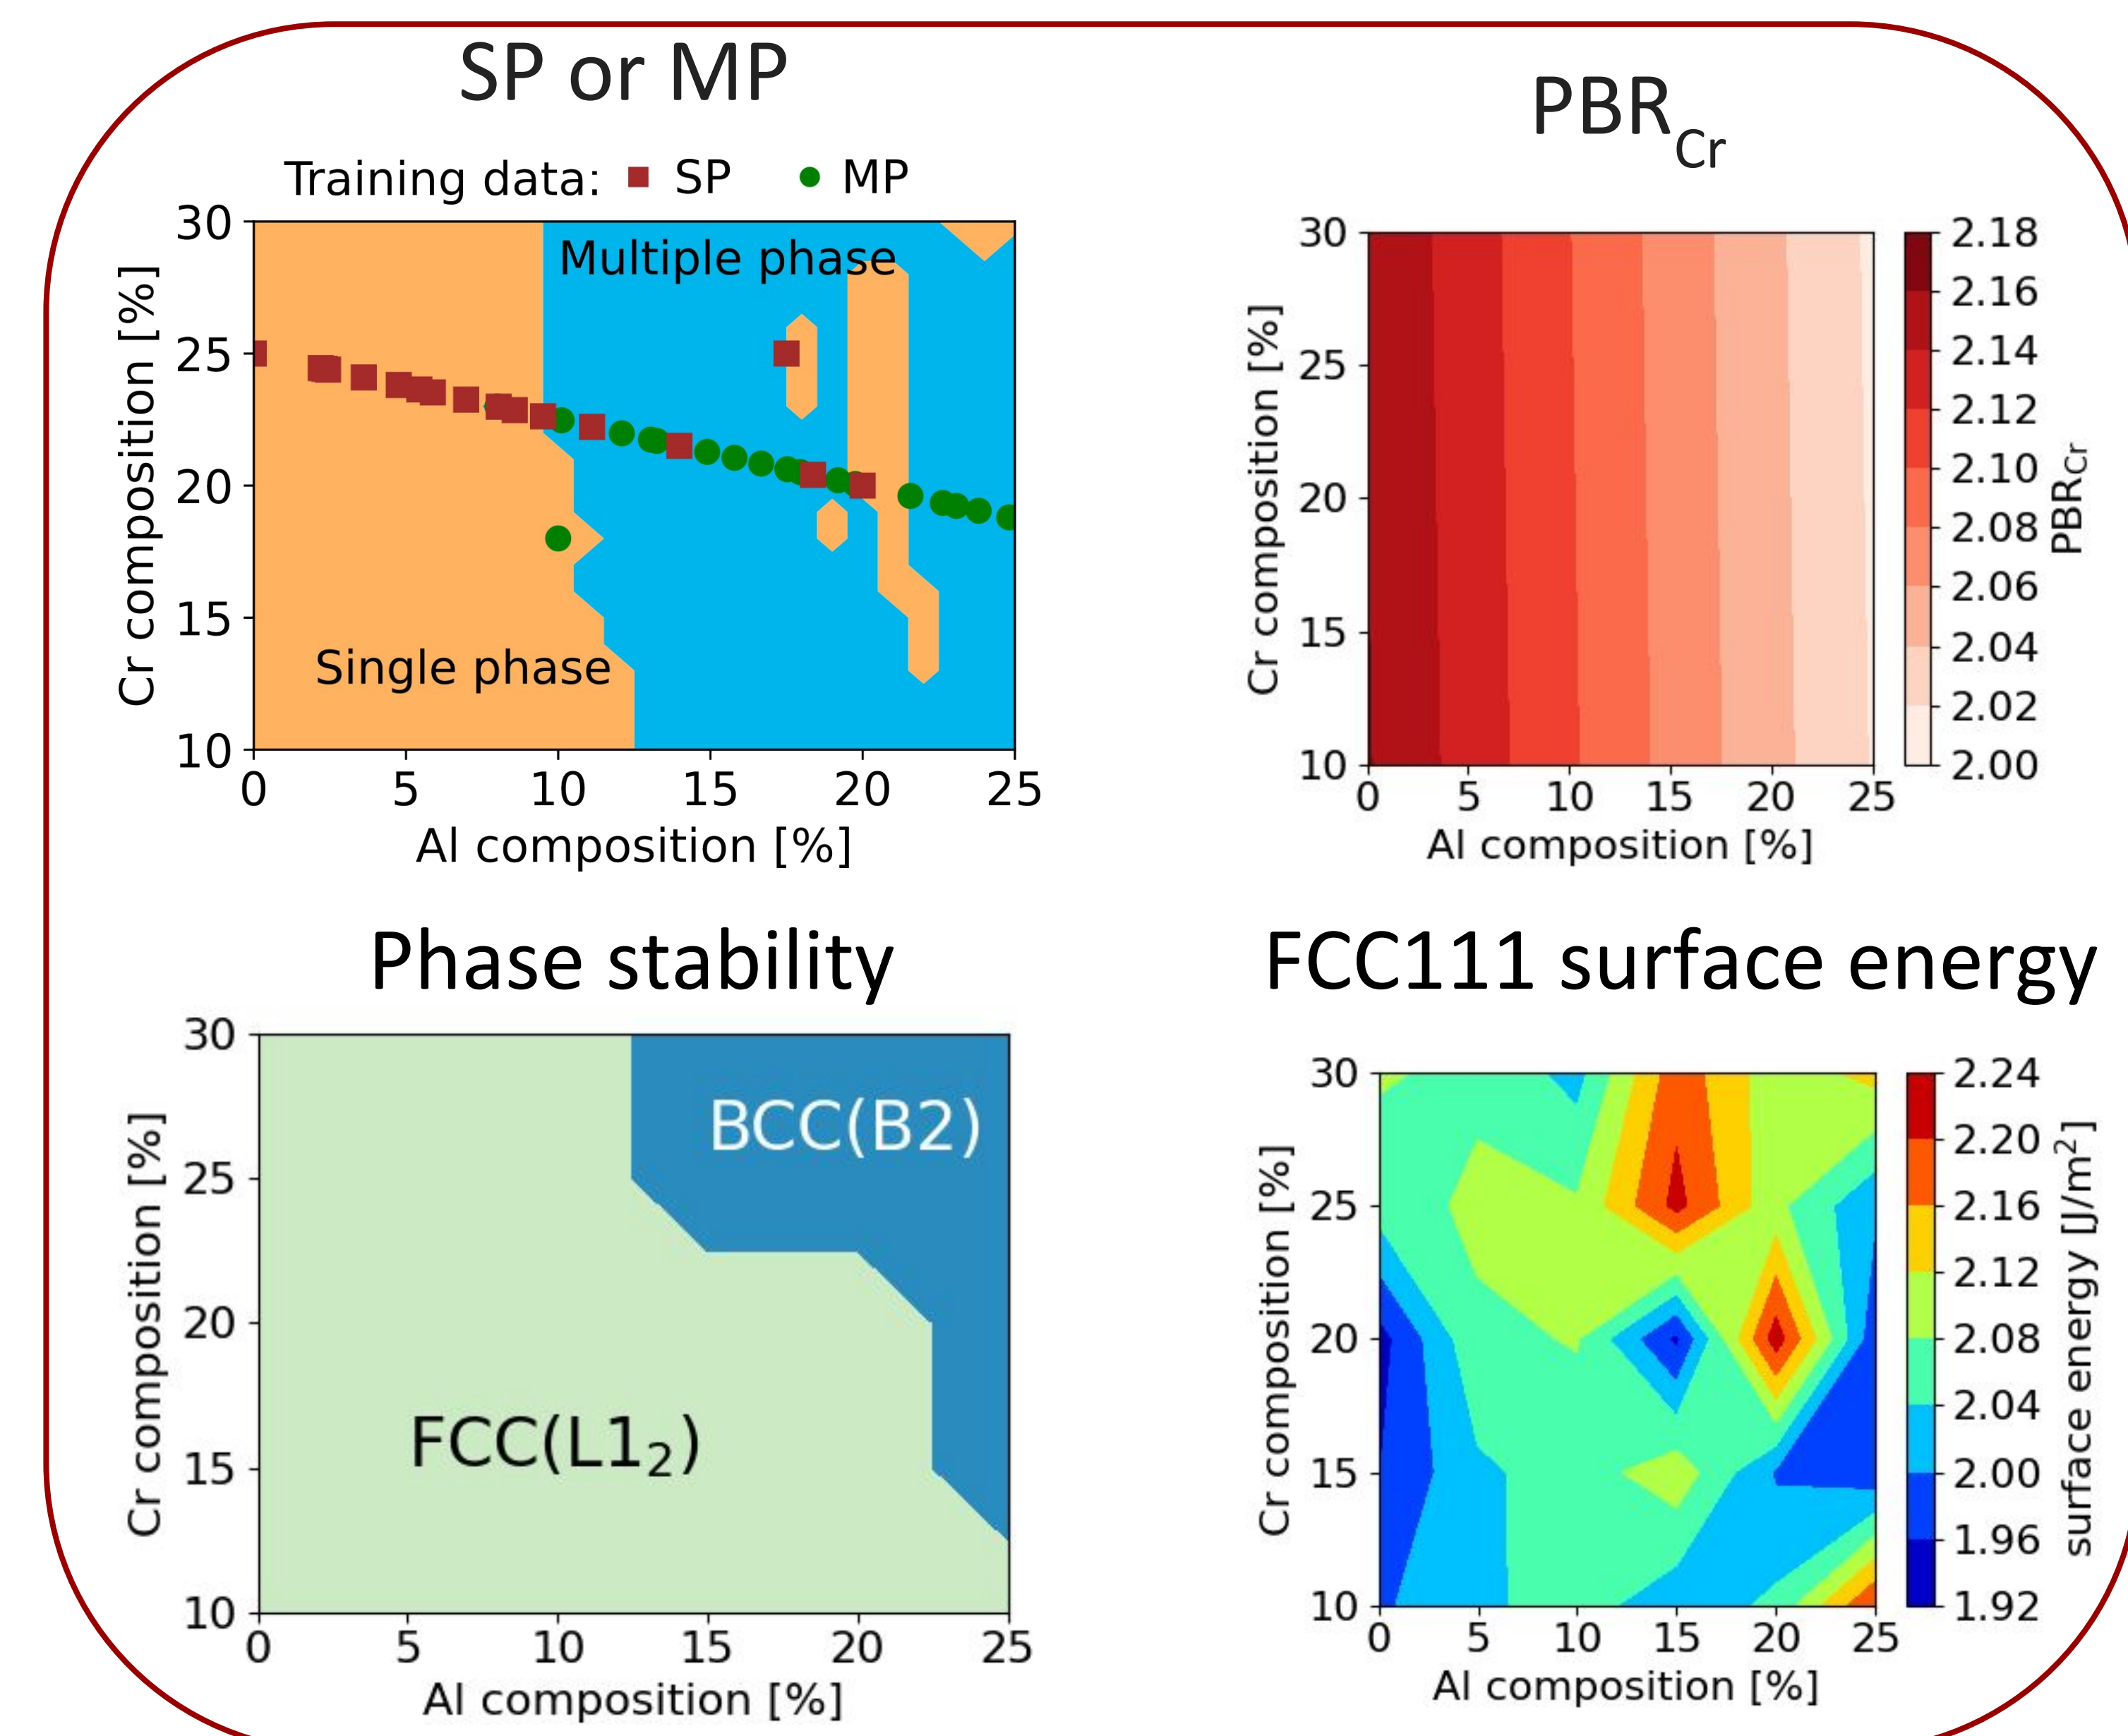 SP or MP
Training data: SP MP
30
25
20
15
10
Cr composition [%]
Multiple phase
Single phase
0 5 10 15 20 25
Al composition [%]
PBR_Cr
30
25
20
15
10
Cr composition [%]
0 5 10 15 20 25
Al composition [%]
2.18
2.16
2.14
2.12
2.10
2.08
2.06
2.04
2.02
2.00
PBR_Cr
Phase stability
30
25
20
15
10
Cr composition [%]
BCC(B2)
FCC(L1₂)
0 5 10 15 20 25
Al composition [%]
FCC111 surface energy
30
25
20
15
10
Cr composition [%]
0 5 10 15 20 25
Al composition [%]
2.24
2.20
2.16
2.12
2.08
2.04
2.00
1.96
1.92
surface energy [J/m²]